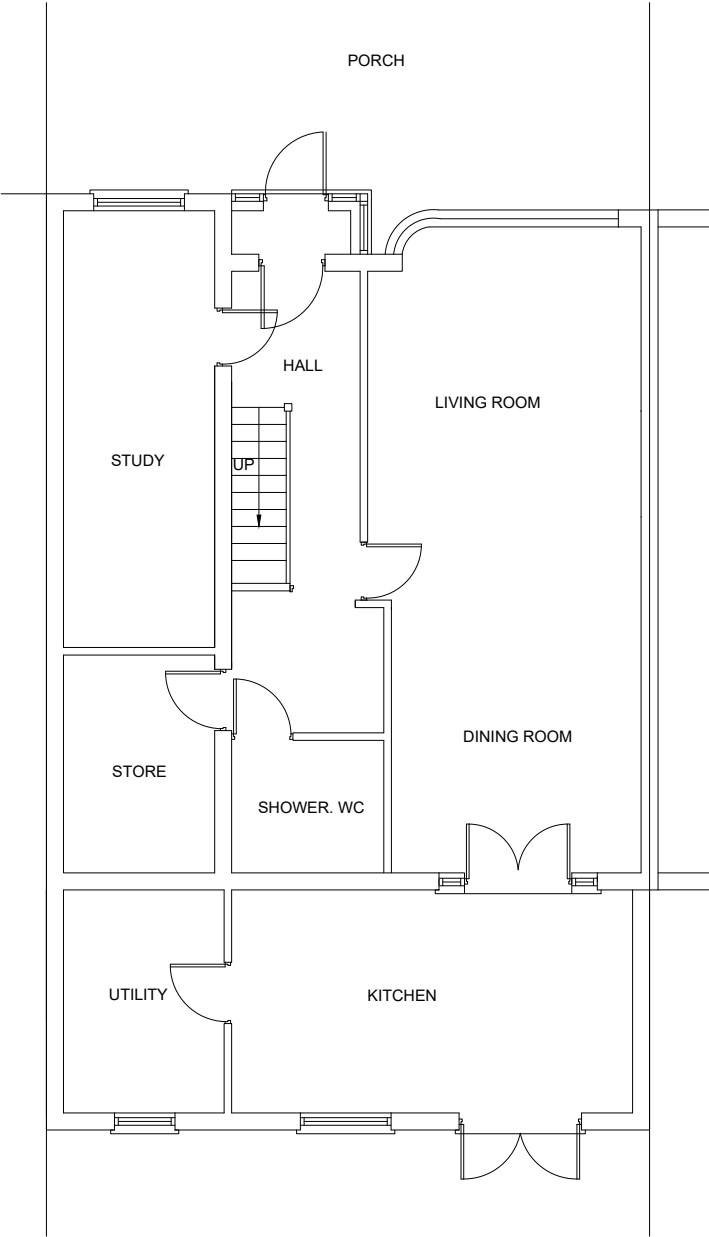 PORCH
HALL
LIVING ROOM
STUDY
UP
DINING ROOM
STORE
SHOWER. WC
UTILITY
KITCHEN